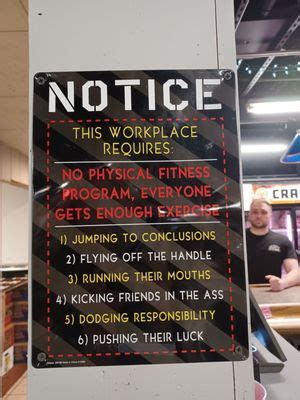 NOTICE
THIS WORKPLACE
REQUIRES:
NO PHYSICAL FITNESS
PROGRAM, EVERYONE
GETS ENOUGH EXERCISE
1) JUMPING TO CONCLUSIONS
2) FLYING OFF THE HANDLE
3) RUNNING THEIR MOUTHS
4) KICKING FRIENDS IN THE ASS
5) DODGING RESPONSIBILITY
6) PUSHING THEIR LUCK
CRA